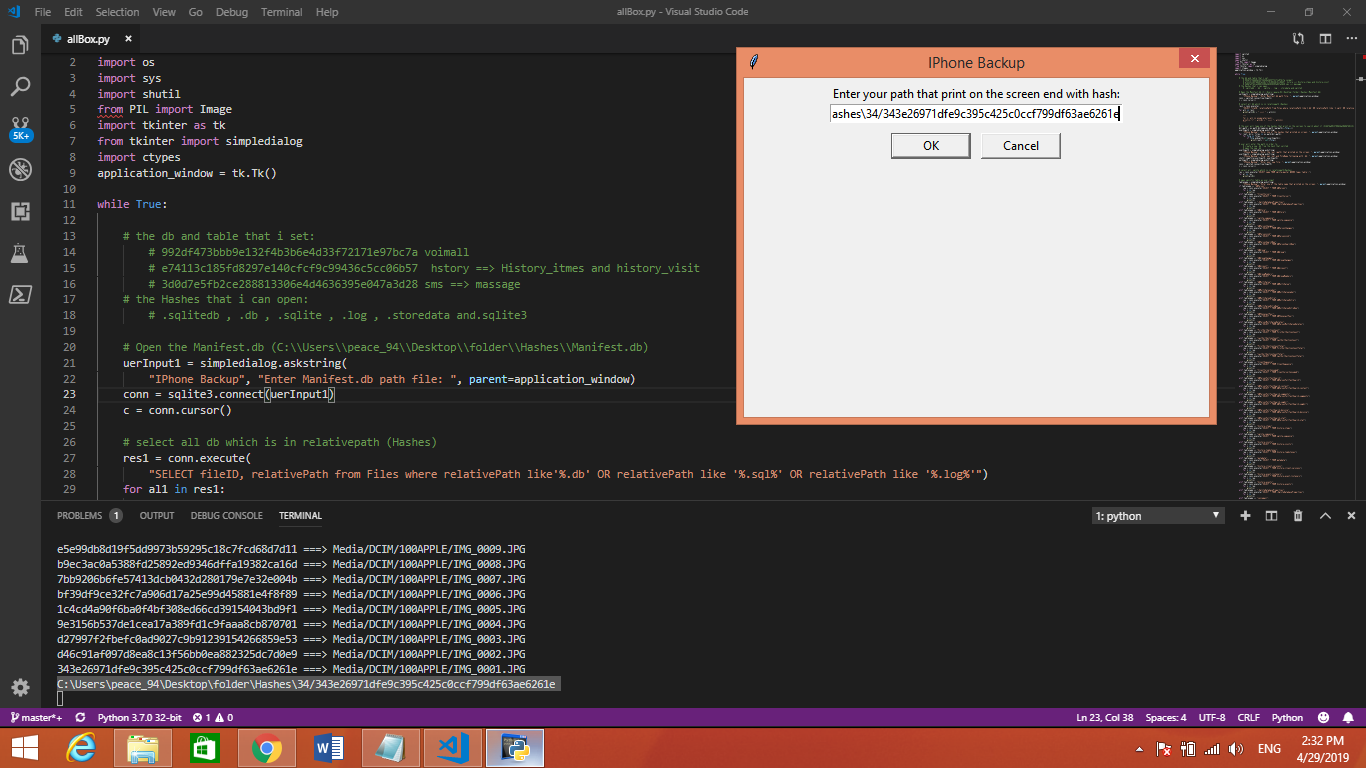 File Edit Selection View Go Debug Terminal Help
allBox.py - Visual Studio Code
allBox.py
2 import os
3 import sys
4 import shutil
5 from PIL import Image
6 import tkinter as tk
7 from tkinter import simpledialog
8 import ctypes
9 application_window = tk.Tk()
10
11 while True:
12
13 # the db and table that i set:
14 # 992df473bbb9e132f4b3b6e4d33f72171e97bc7a voimall
15 # e74113c185fd8297e140cfcf9c99436c5cc06b57 hstory ==> History_itmes and history_visit
16 # 3d0d7e5fb2ce288813306e4d4636395e047a3d28 sms ==> massage
17 # the Hashes that i can open:
18 # .sqlitedb , .db , .sqlite , .log , .storedata and.sqlite3
19
20 # Open the Manifest.db (C:\\Users\\peace_94\\Desktop\\folder\\Hashes\\Manifest.db)
21 uerInput1 = simpledialog.askstring(
22 "IPhone Backup", "Enter Manifest.db path file: ", parent=application_window)
23 conn = sqlite3.connect(uerInput1)
24 c = conn.cursor()
25
26 # select all db which is in relativepath (Hashes)
27 res1 = conn.execute(
28 "SELECT fileID, relativePath from Files where relativePath like'%.db' OR relativePath like '%.sql%' OR relativePath like '%.log%'")
29 for all in res1:
IPhone Backup
Enter your path that print on the screen end with hash:
ashes\34/343e26971dfe9c395c425c0ccf799df63ae6261e
OK Cancel
5K+
PROBLEMS 1 OUTPUT DEBUG CONSOLE TERMINAL
1: python
e5e99db8d19f5dd9973b59295c18c7fcd68d7d11 ===> Media/DCIM/100APPLE/IMG_0009.JPG
b9ec3ac0a5388fd25892ed9346dffa19382ca16d ===> Media/DCIM/100APPLE/IMG_0008.JPG
7bb9206b6fe57413dcb0432d280179e7e32e004b ===> Media/DCIM/100APPLE/IMG_0007.JPG
bf39df9ce32fc7a906d17a25e99d45881e4f8f89 ===> Media/DCIM/100APPLE/IMG_0006.JPG
1c4cd4a90f6ba0f4bf308ed66cd39154043bd9f1 ===> Media/DCIM/100APPLE/IMG_0005.JPG
9e3156b537de1cea17a389fd1c9faaa8cb870701 ===> Media/DCIM/100APPLE/IMG_0004.JPG
d27997f2fbefc0ad9027c9b91239154266859e53 ===> Media/DCIM/100APPLE/IMG_0003.JPG
d46c91af097d8ea8c13f56bb0ea882325dc7d0e9 ===> Media/DCIM/100APPLE/IMG_0002.JPG
343e26971dfe9c395c425c0ccf799df63ae6261e ===> Media/DCIM/100APPLE/IMG_0001.JPG
C:\Users\peace_94\Desktop\folder\Hashes\34/343e26971dfe9c395c425c0ccf799df63ae6261e
master*+ Python 3.7.0 32-bit 1 0
Ln 23, Col 38 Spaces: 4 UTF-8 CRLF Python
ENG
2:32 PM
4/29/2019